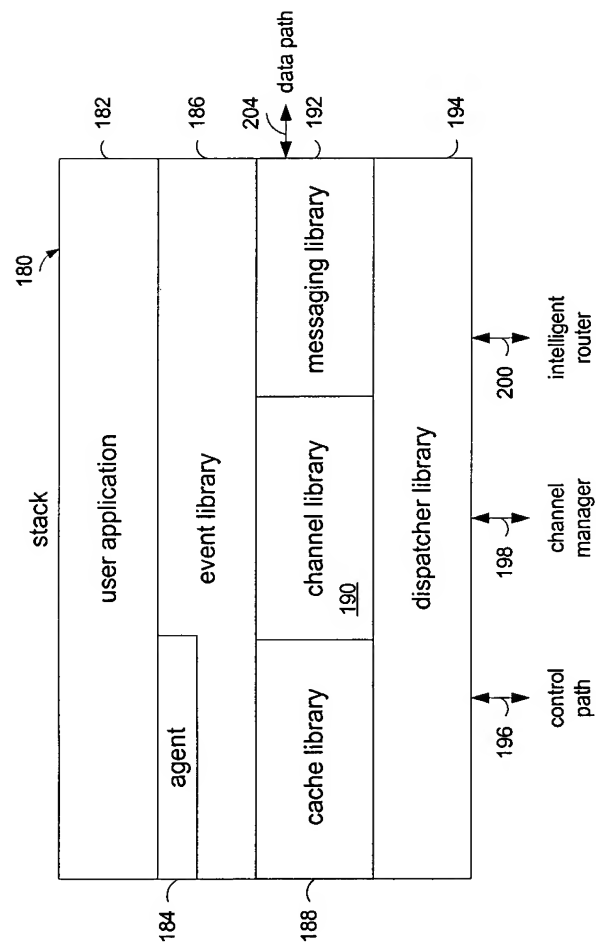 stack
180
user application
182
agent
184
event library
186
204
data path
cache library
188
channel library
190
messaging library
192
dispatcher library
194
196
198
200
control
path
channel
manager
intelligent
router